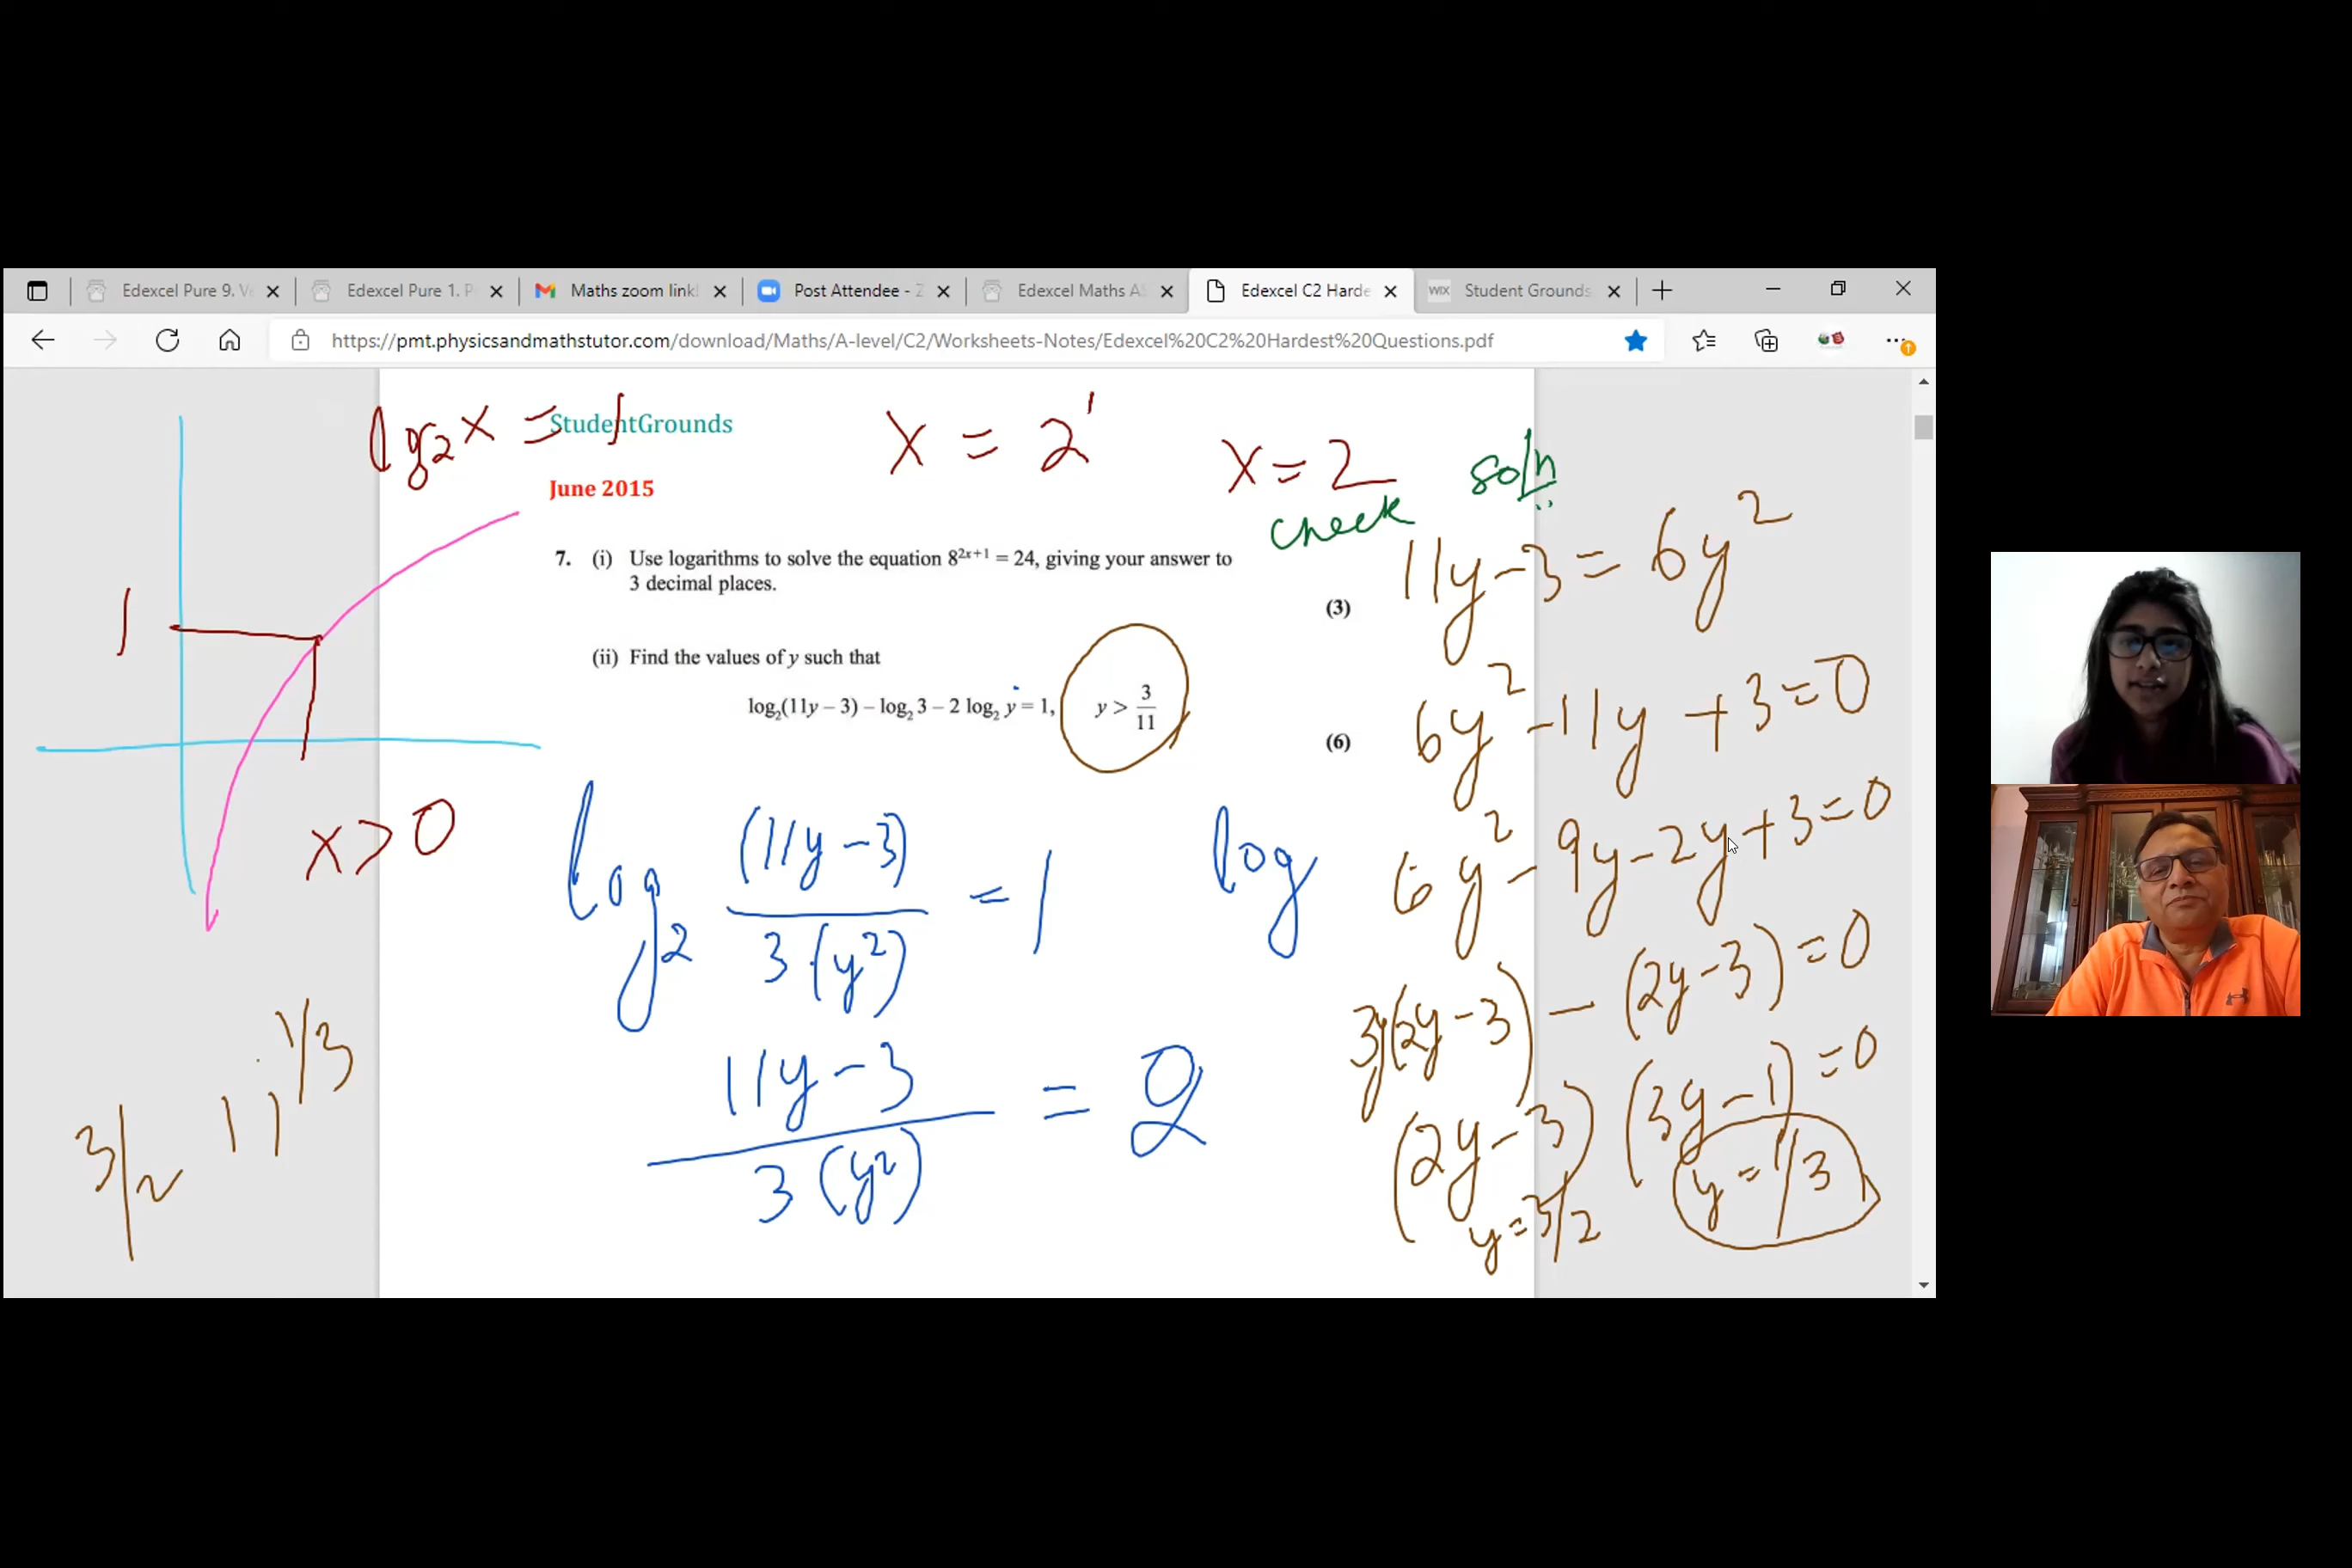 Edexcel Pure 9. V
Edexcel Pure 1. P
Maths zoom link
Post Attendee - Z
Edexcel Maths A
Edexcel C2 Harde
WIX Student Grounds
https://pmt.physicsandmathstutor.com/download/Maths/A-level/C2/Worksheets-Notes/Edexcel%20C2%20Hardest%20Questions.pdf
log₂x = 1
x = 2¹
x = 2
soln
check
StudentGrounds
June 2015
7. (i) Use logarithms to solve the equation 8²ˣ⁺¹ = 24, giving your answer to
3 decimal places.
(3)
(ii) Find the values of y such that
log₂(11y – 3) – log₂ 3 – 2 log₂ y = 1, y > 3/11
(6)
1
x > 0
log₂ (11y - 3) / 3(y²) = 1
log
11y - 3 / 3(y²) = 2
3/2
1/3
11y - 3 = 6y²
6y² - 11y + 3 = 0
6y² - 9y - 2y + 3 = 0
3y(2y - 3) - (2y - 3) = 0
(2y - 3)(3y - 1) = 0
y = 3/2
y = 1/3